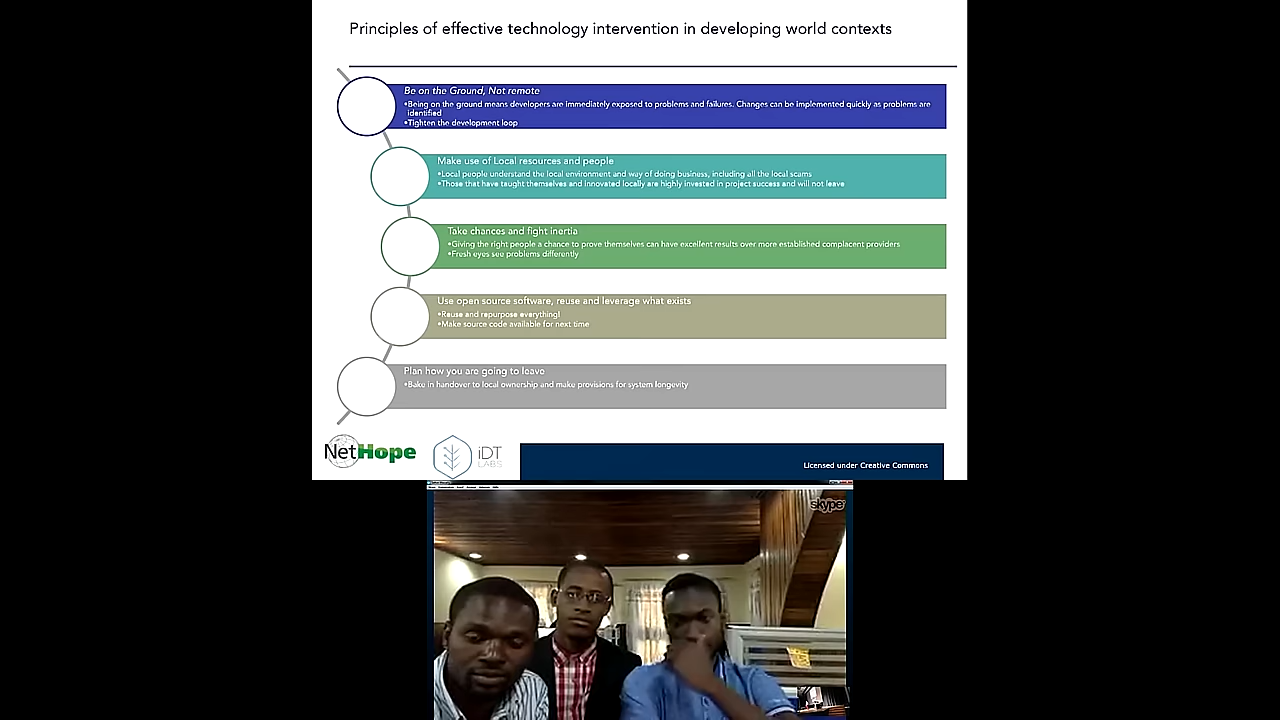 Principles of effective technology intervention in developing world contexts
Be on the Ground, Not remote
•Being on the ground means developers are immediately exposed to problems and failures. Changes can be implemented quickly as problems are
identified
•Tighten the development loop
Make use of Local resources and people
•Local people understand the local environment and way of doing business, including all the local scams
•Those that have taught themselves and innovated locally are highly invested in project success and will not leave
Take chances and fight inertia
•Giving the right people a chance to prove themselves can have excellent results over more established complacent providers
•Fresh eyes see problems differently
Use open source software, reuse and leverage what exists
•Reuse and repurpose everything!
•Make source code available for next time
Plan how you are going to leave
•Bake in handover to local ownership and make provisions for system longevity
NetHope
iDT
LABS
Licensed under Creative Commons
skype